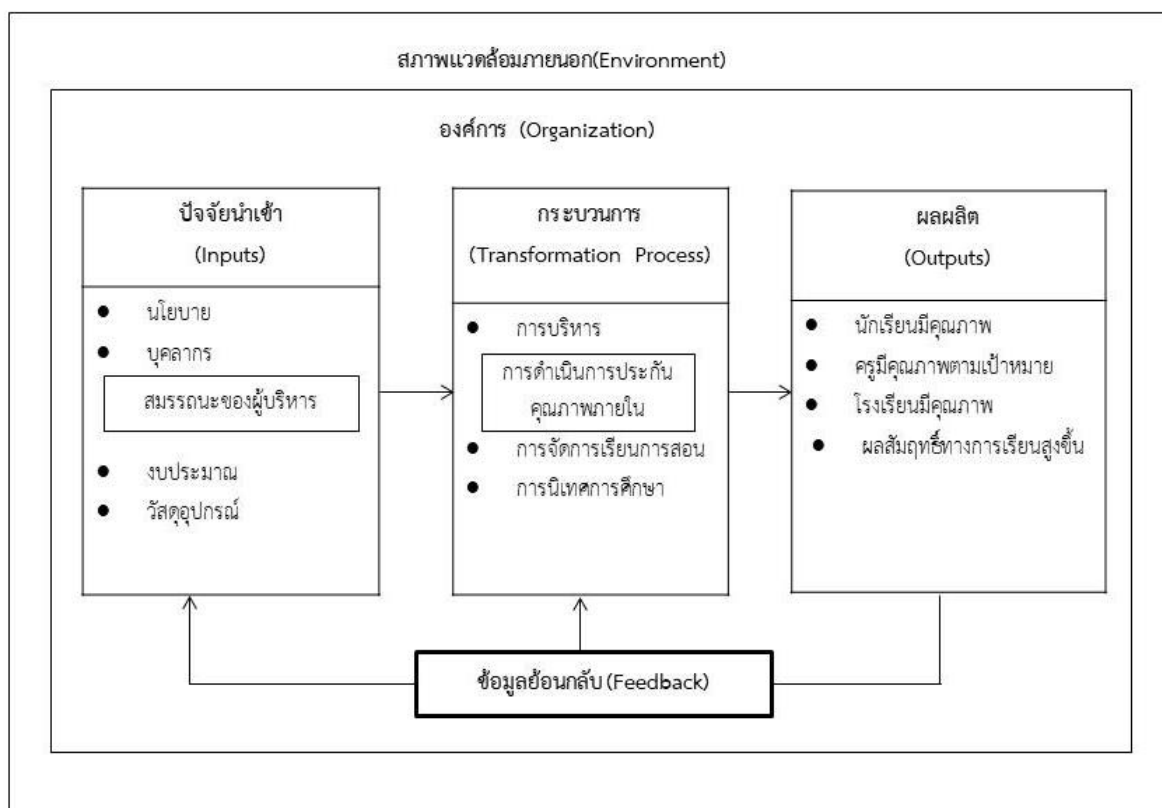 สภาพแวดล้อมภายนอก(Environment)
องค์การ (Organization)
ปัจจัยนำเข้า
(Inputs)
● นโยบาย
● บุคลากร
สมรรถนะของผู้บริหาร
● งบประมาณ
● วัสดุอุปกรณ์
กระบวนการ
(Transformation Process)
● การบริหาร
การดำเนินการประกัน
คุณภาพภายใน
● การจัดการเรียนการสอน
● การนิเทศการศึกษา
ผลผลิต
(Outputs)
● นักเรียนมีคุณภาพ
● ครูมีคุณภาพตามเป้าหมาย
● โรงเรียนมีคุณภาพ
● ผลสัมฤทธิ์ทางการเรียนสูงขึ้น
ข้อมูลย้อนกลับ(Feedback)